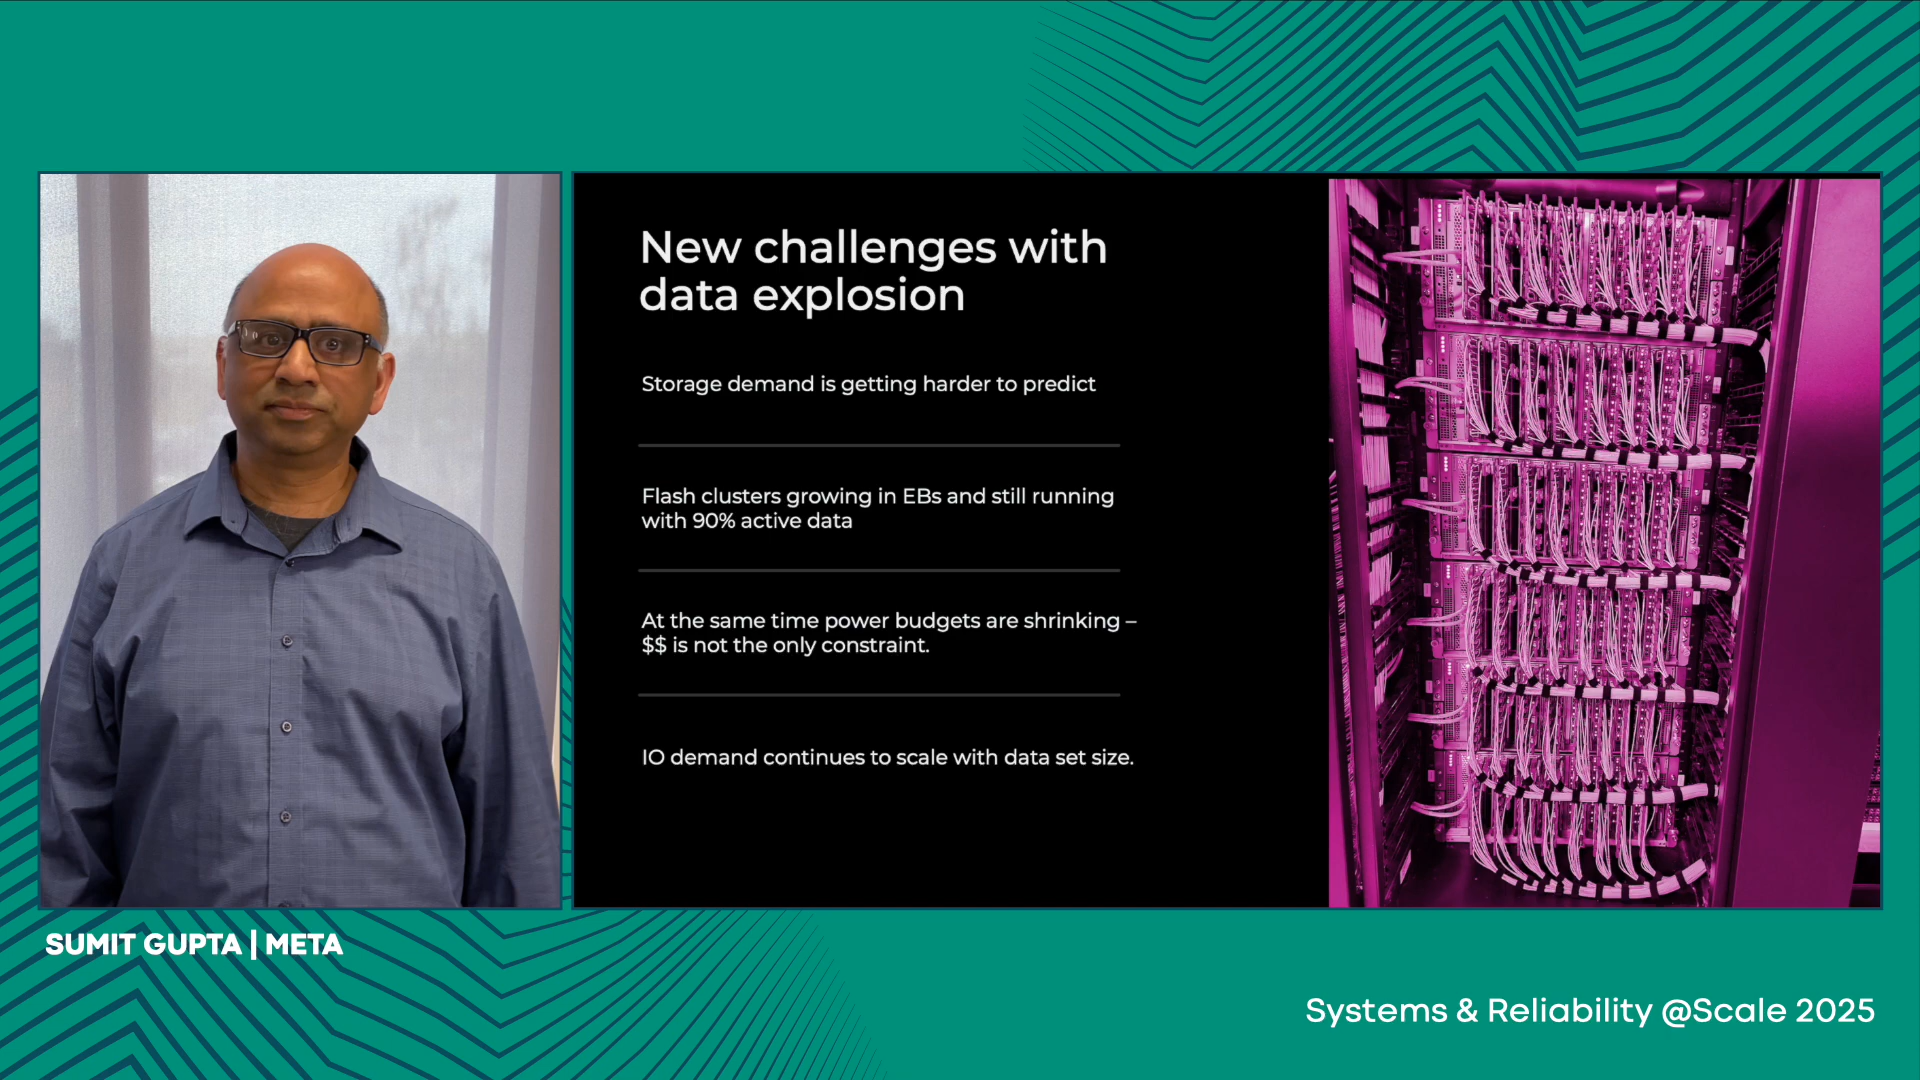 New challenges with
data explosion
Storage demand is getting harder to predict
Flash clusters growing in EBs and still running
with 90% active data
At the same time power budgets are shrinking –
$$ is not the only constraint.
IO demand continues to scale with data set size.
SUMIT GUPTA | META
Systems & Reliability @Scale 2025